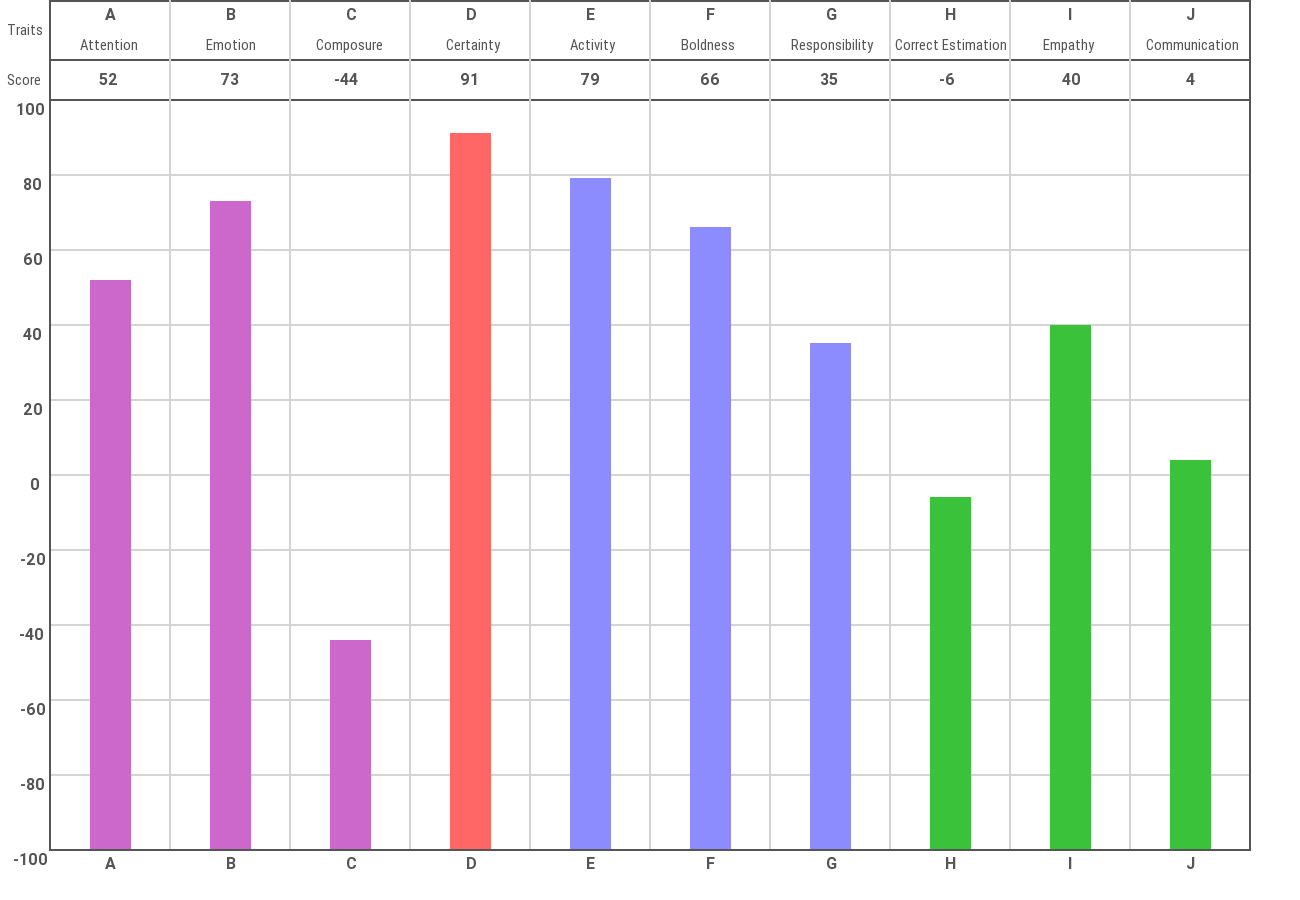 A B C D E F G H I J
Traits
Attention Emotion Composure Certainty Activity Boldness Responsibility Correct Estimation Empathy Communication
Score 52 73 -44 91 79 66 35 -6 40 4
100
80
60
40
20
0
-20
-40
-60
-80
-100
A B C D E F G H I J